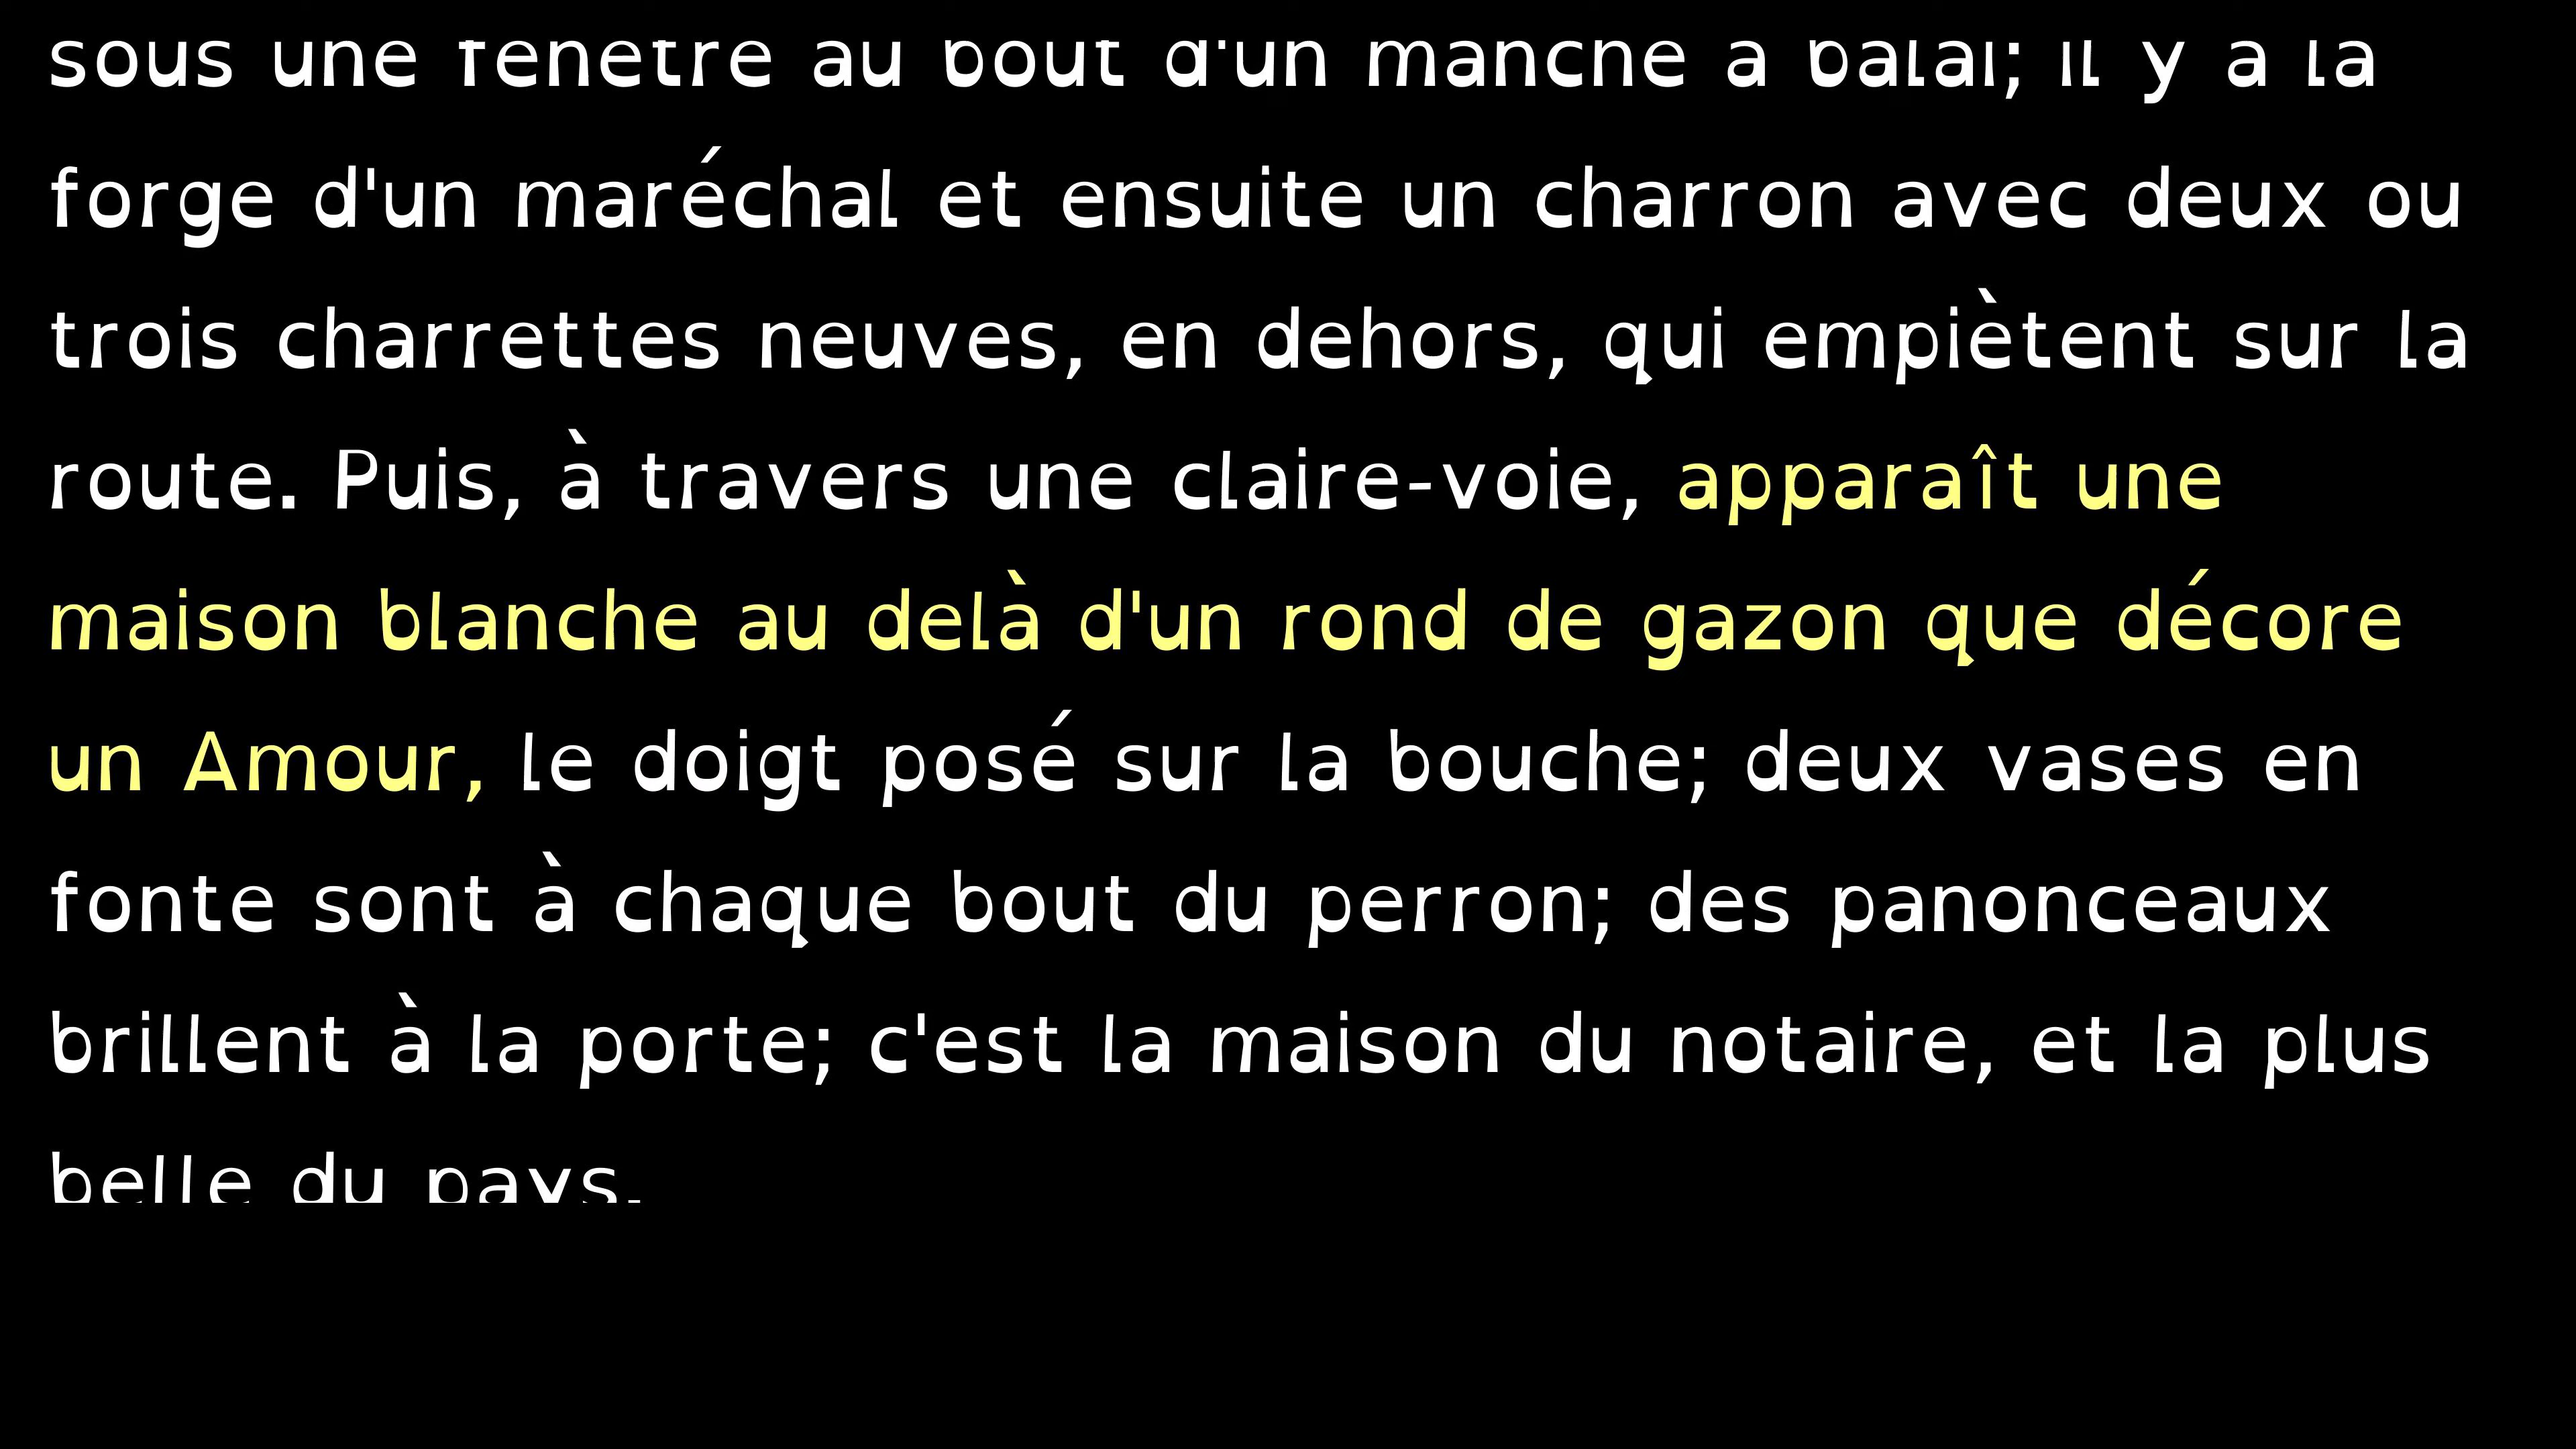 sous une fenêtre au bout d'un manche à balai; il y a la
forge d'un maréchal et ensuite un charron avec deux ou
trois charrettes neuves, en dehors, qui empiètent sur la
route. Puis, à travers une claire-voie, apparaît une
maison blanche au delà d'un rond de gazon que décore
un Amour, le doigt posé sur la bouche; deux vases en
fonte sont à chaque bout du perron; des panonceaux
brillent à la porte; c'est la maison du notaire, et la plus
belle du pays.